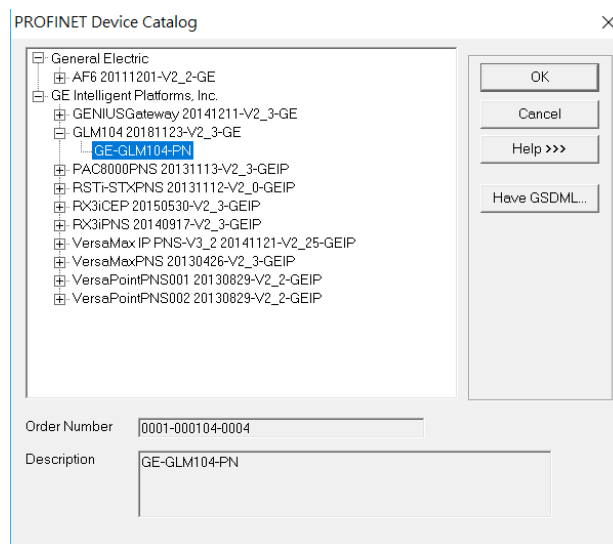 PROFINET Device Catalog
General Electric
AF6 20111201-V2_2-GE
GE Intelligent Platforms, Inc.
GENIUSGateway 20141211-V2_3-GE
GLM104 20181123-V2_3-GE
GE-GLM104-PN
PAC8000PNS 20131113-V2_3-GEIP
RSTi-STXPNS 20131112-V2_0-GEIP
RX3iCEP 20150530-V2_3-GEIP
RX3iPNS 20140917-V2_3-GEIP
VersaMax IP PNS-V3_2 20141121-V2_25-GEIP
VersaMaxPNS 20130426-V2_3-GEIP
VersaPointPNS001 20130829-V2_2-GEIP
VersaPointPNS002 20130829-V2_2-GEIP
OK
Cancel
Help >>>
Have GSDML...
Order Number 0001-000104-0004
Description GE-GLM104-PN